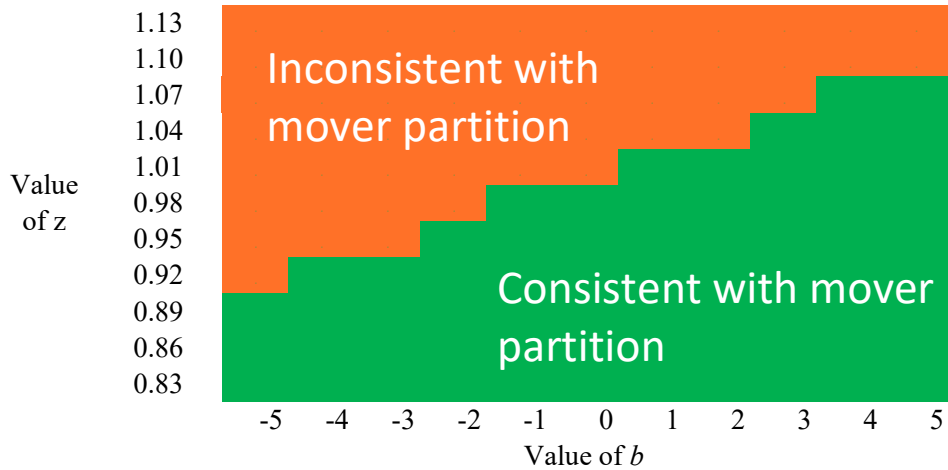 1.13
1.10
1.07
1.04
1.01
0.98
0.95
0.92
0.89
0.86
0.83
Value
of z
Inconsistent with
mover partition
Consistent with mover
partition
-5 -4 -3 -2 -1 0 1 2 3 4 5
Value of b